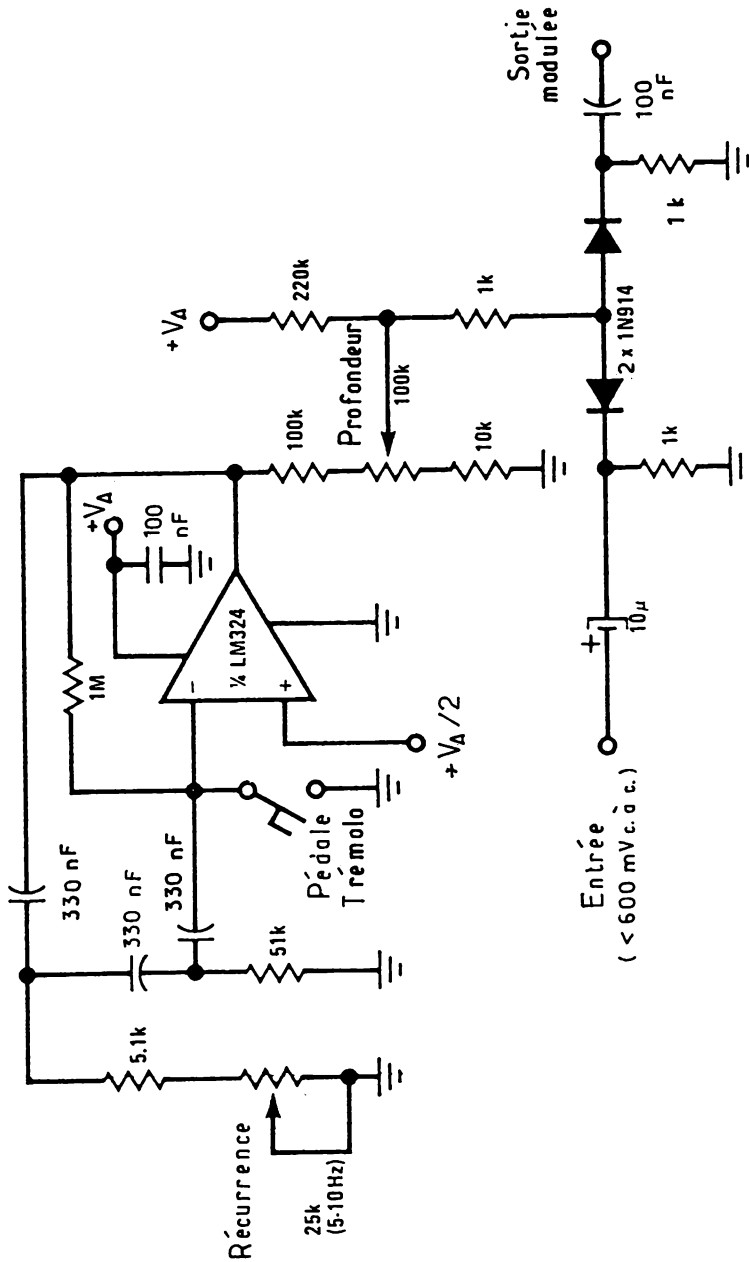 Récurrence
25k
(5-10Hz)
5.1k
330 nF
330 nF
330 nF
51k
1M
Pédale
Trémolo
-
+
¼ LM324
+VA
100
nF
+VA/2
100k
Profondeur
100k
10k
+VA
220k
1k
Entrée
(<600 mV c. à c.)
+
10µ
1k
2 x 1N914
1k
100
nF
Sortie
modulée